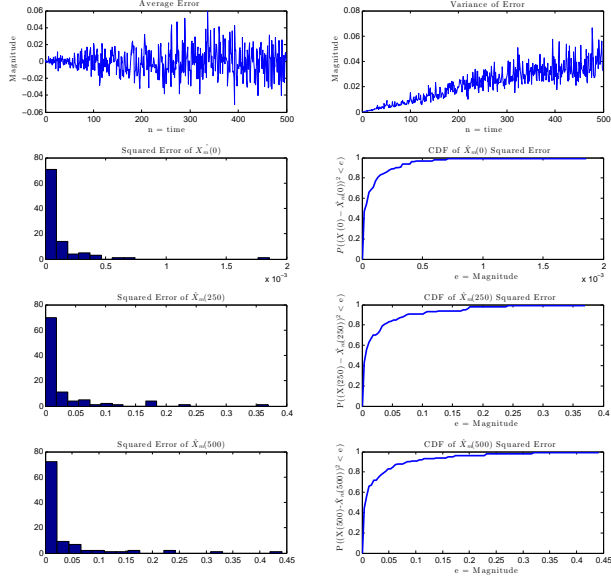 Average Error
0.06
0.04
0.02
0
−0.02
−0.04
−0.06
Magnitude
0 100 200 300 400 500
n = time
Variance of Error
0.08
0.06
0.04
0.02
0
Magnitude
0 100 200 300 400 500
n = time
Squared Error of X̂_m(0)
80
60
40
20
0
0 0.5 1 1.5 2
x 10⁻³
CDF of X̂_m(0) Squared Error
1
0.8
0.6
0.4
0.2
0
P((X(0) − X̂_m(0))² < e)
0 0.5 1 1.5 2
e = Magnitude
x 10⁻³
Squared Error of X̂_m(250)
80
60
40
20
0
0 0.05 0.1 0.15 0.2 0.25 0.3 0.35 0.4
CDF of X̂_m(250) Squared Error
1
0.8
0.6
0.4
0.2
0
P((X(250) − X̂_m(250))² < e)
0 0.05 0.1 0.15 0.2 0.25 0.3 0.35 0.4
e = Magnitude
Squared Error of X̂_m(500)
80
60
40
20
0
0 0.05 0.1 0.15 0.2 0.25 0.3 0.35 0.4 0.45
CDF of X̂_m(500) Squared Error
1
0.8
0.6
0.4
0.2
0
P((X(500)-X̂_m(500))² < e)
0 0.05 0.1 0.15 0.2 0.25 0.3 0.35 0.4 0.45
e = Magnitude